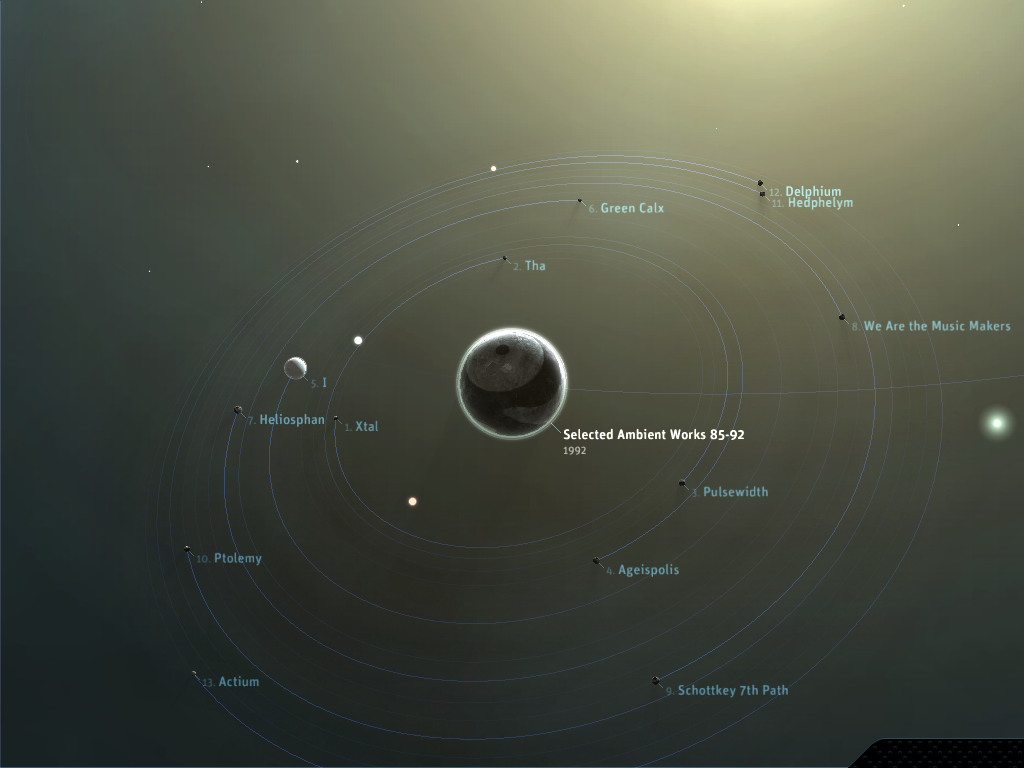 12. Delphium
11. Hedphelym
6. Green Calx
2. Tha
8. We Are the Music Makers
5. I
7. Heliosphan
1. Xtal
Selected Ambient Works 85-92
1992
3. Pulsewidth
10. Ptolemy
4. Ageispolis
13. Actium
9. Schottkey 7th Path